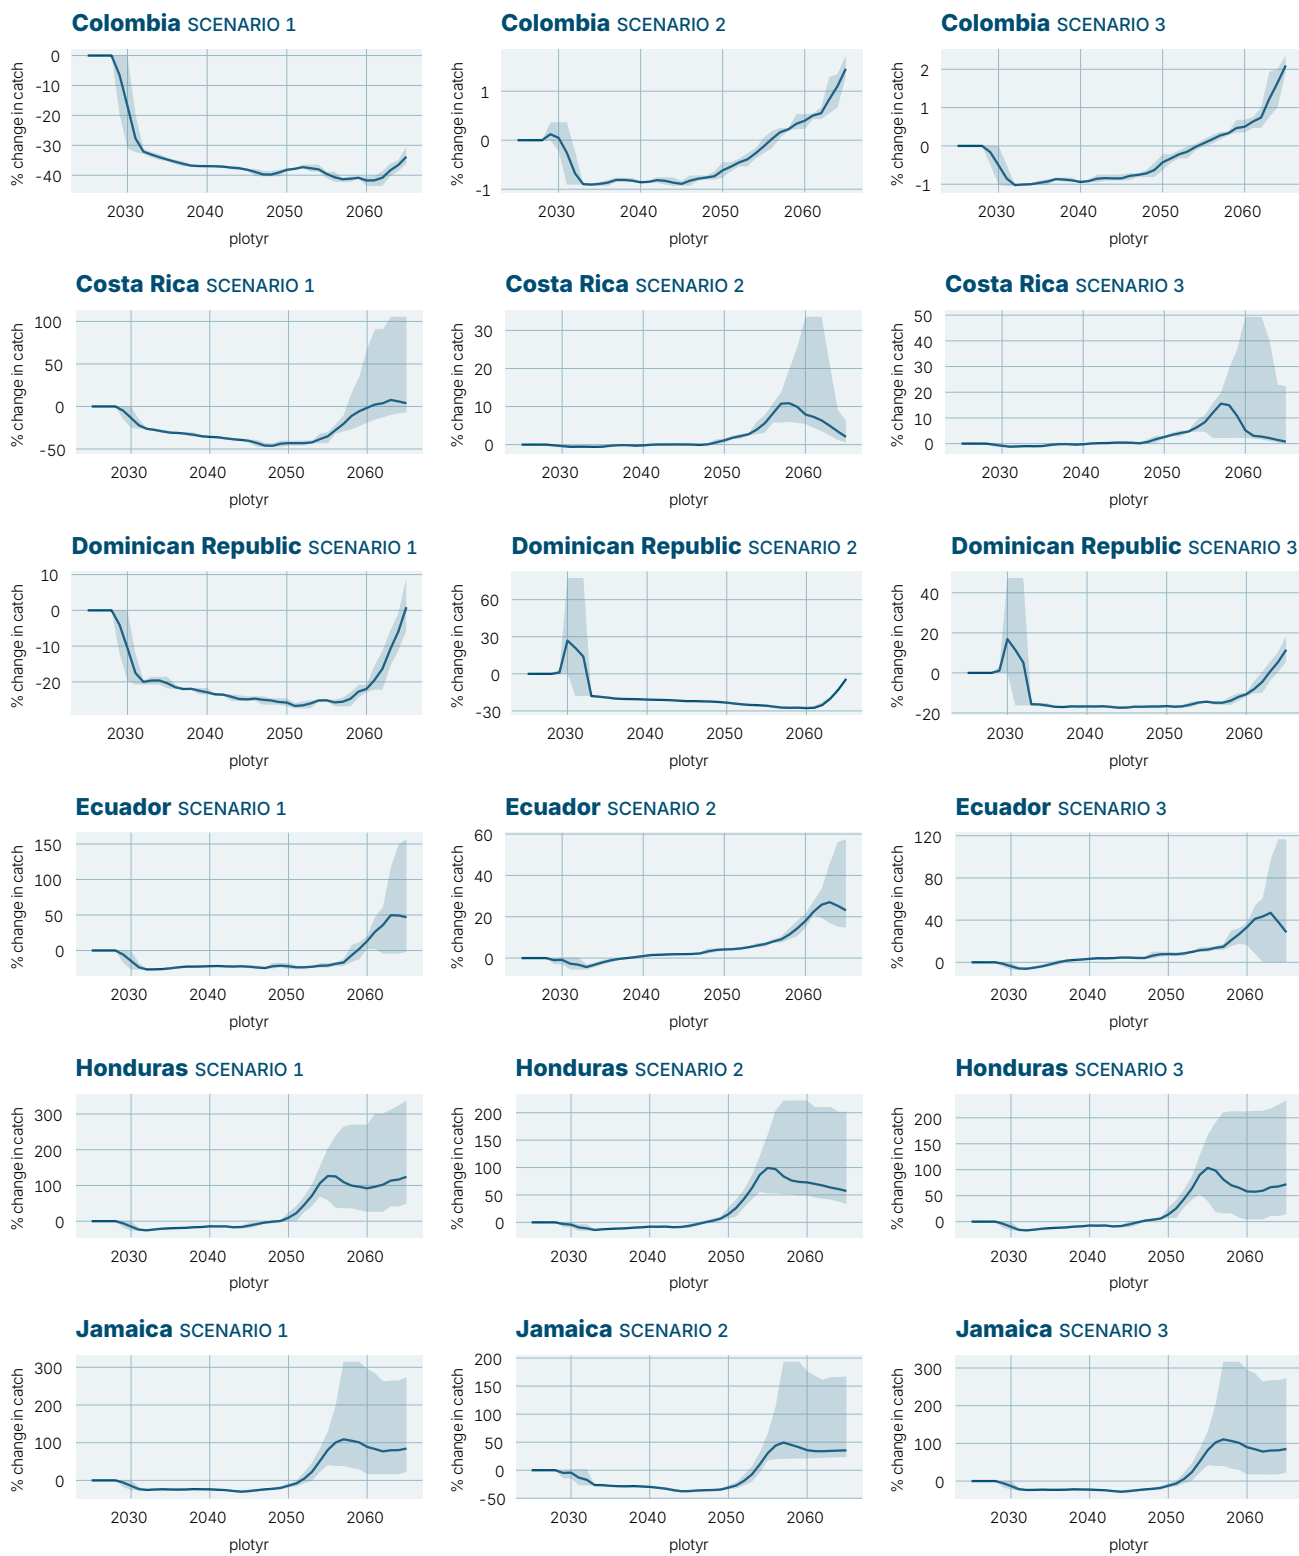 Colombia SCENARIO 1
Colombia SCENARIO 2
Colombia SCENARIO 3
% change in catch
0
-10
-20
-30
-40
2030 2040 2050 2060
plotyr
% change in catch
1
0
-1
2030 2040 2050 2060
plotyr
% change in catch
2
1
0
-1
2030 2040 2050 2060
plotyr
Costa Rica SCENARIO 1
Costa Rica SCENARIO 2
Costa Rica SCENARIO 3
% change in catch
100
50
0
-50
2030 2040 2050 2060
plotyr
% change in catch
30
20
10
0
2030 2040 2050 2060
plotyr
% change in catch
50
40
30
20
10
0
2030 2040 2050 2060
plotyr
Dominican Republic SCENARIO 1
Dominican Republic SCENARIO 2
Dominican Republic SCENARIO 3
% change in catch
10
0
-10
-20
2030 2040 2050 2060
plotyr
% change in catch
60
30
0
-30
2030 2040 2050 2060
plotyr
% change in catch
40
20
0
-20
2030 2040 2050 2060
plotyr
Ecuador SCENARIO 1
Ecuador SCENARIO 2
Ecuador SCENARIO 3
% change in catch
150
100
50
0
2030 2040 2050 2060
plotyr
% change in catch
60
40
20
0
2030 2040 2050 2060
plotyr
% change in catch
120
80
40
0
2030 2040 2050 2060
plotyr
Honduras SCENARIO 1
Honduras SCENARIO 2
Honduras SCENARIO 3
% change in catch
300
200
100
0
2030 2040 2050 2060
plotyr
% change in catch
200
150
100
50
0
2030 2040 2050 2060
plotyr
% change in catch
200
150
100
50
0
2030 2040 2050 2060
plotyr
Jamaica SCENARIO 1
Jamaica SCENARIO 2
Jamaica SCENARIO 3
% change in catch
300
200
100
0
2030 2040 2050 2060
plotyr
% change in catch
200
150
100
50
0
-50
2030 2040 2050 2060
plotyr
% change in catch
300
200
100
0
2030 2040 2050 2060
plotyr